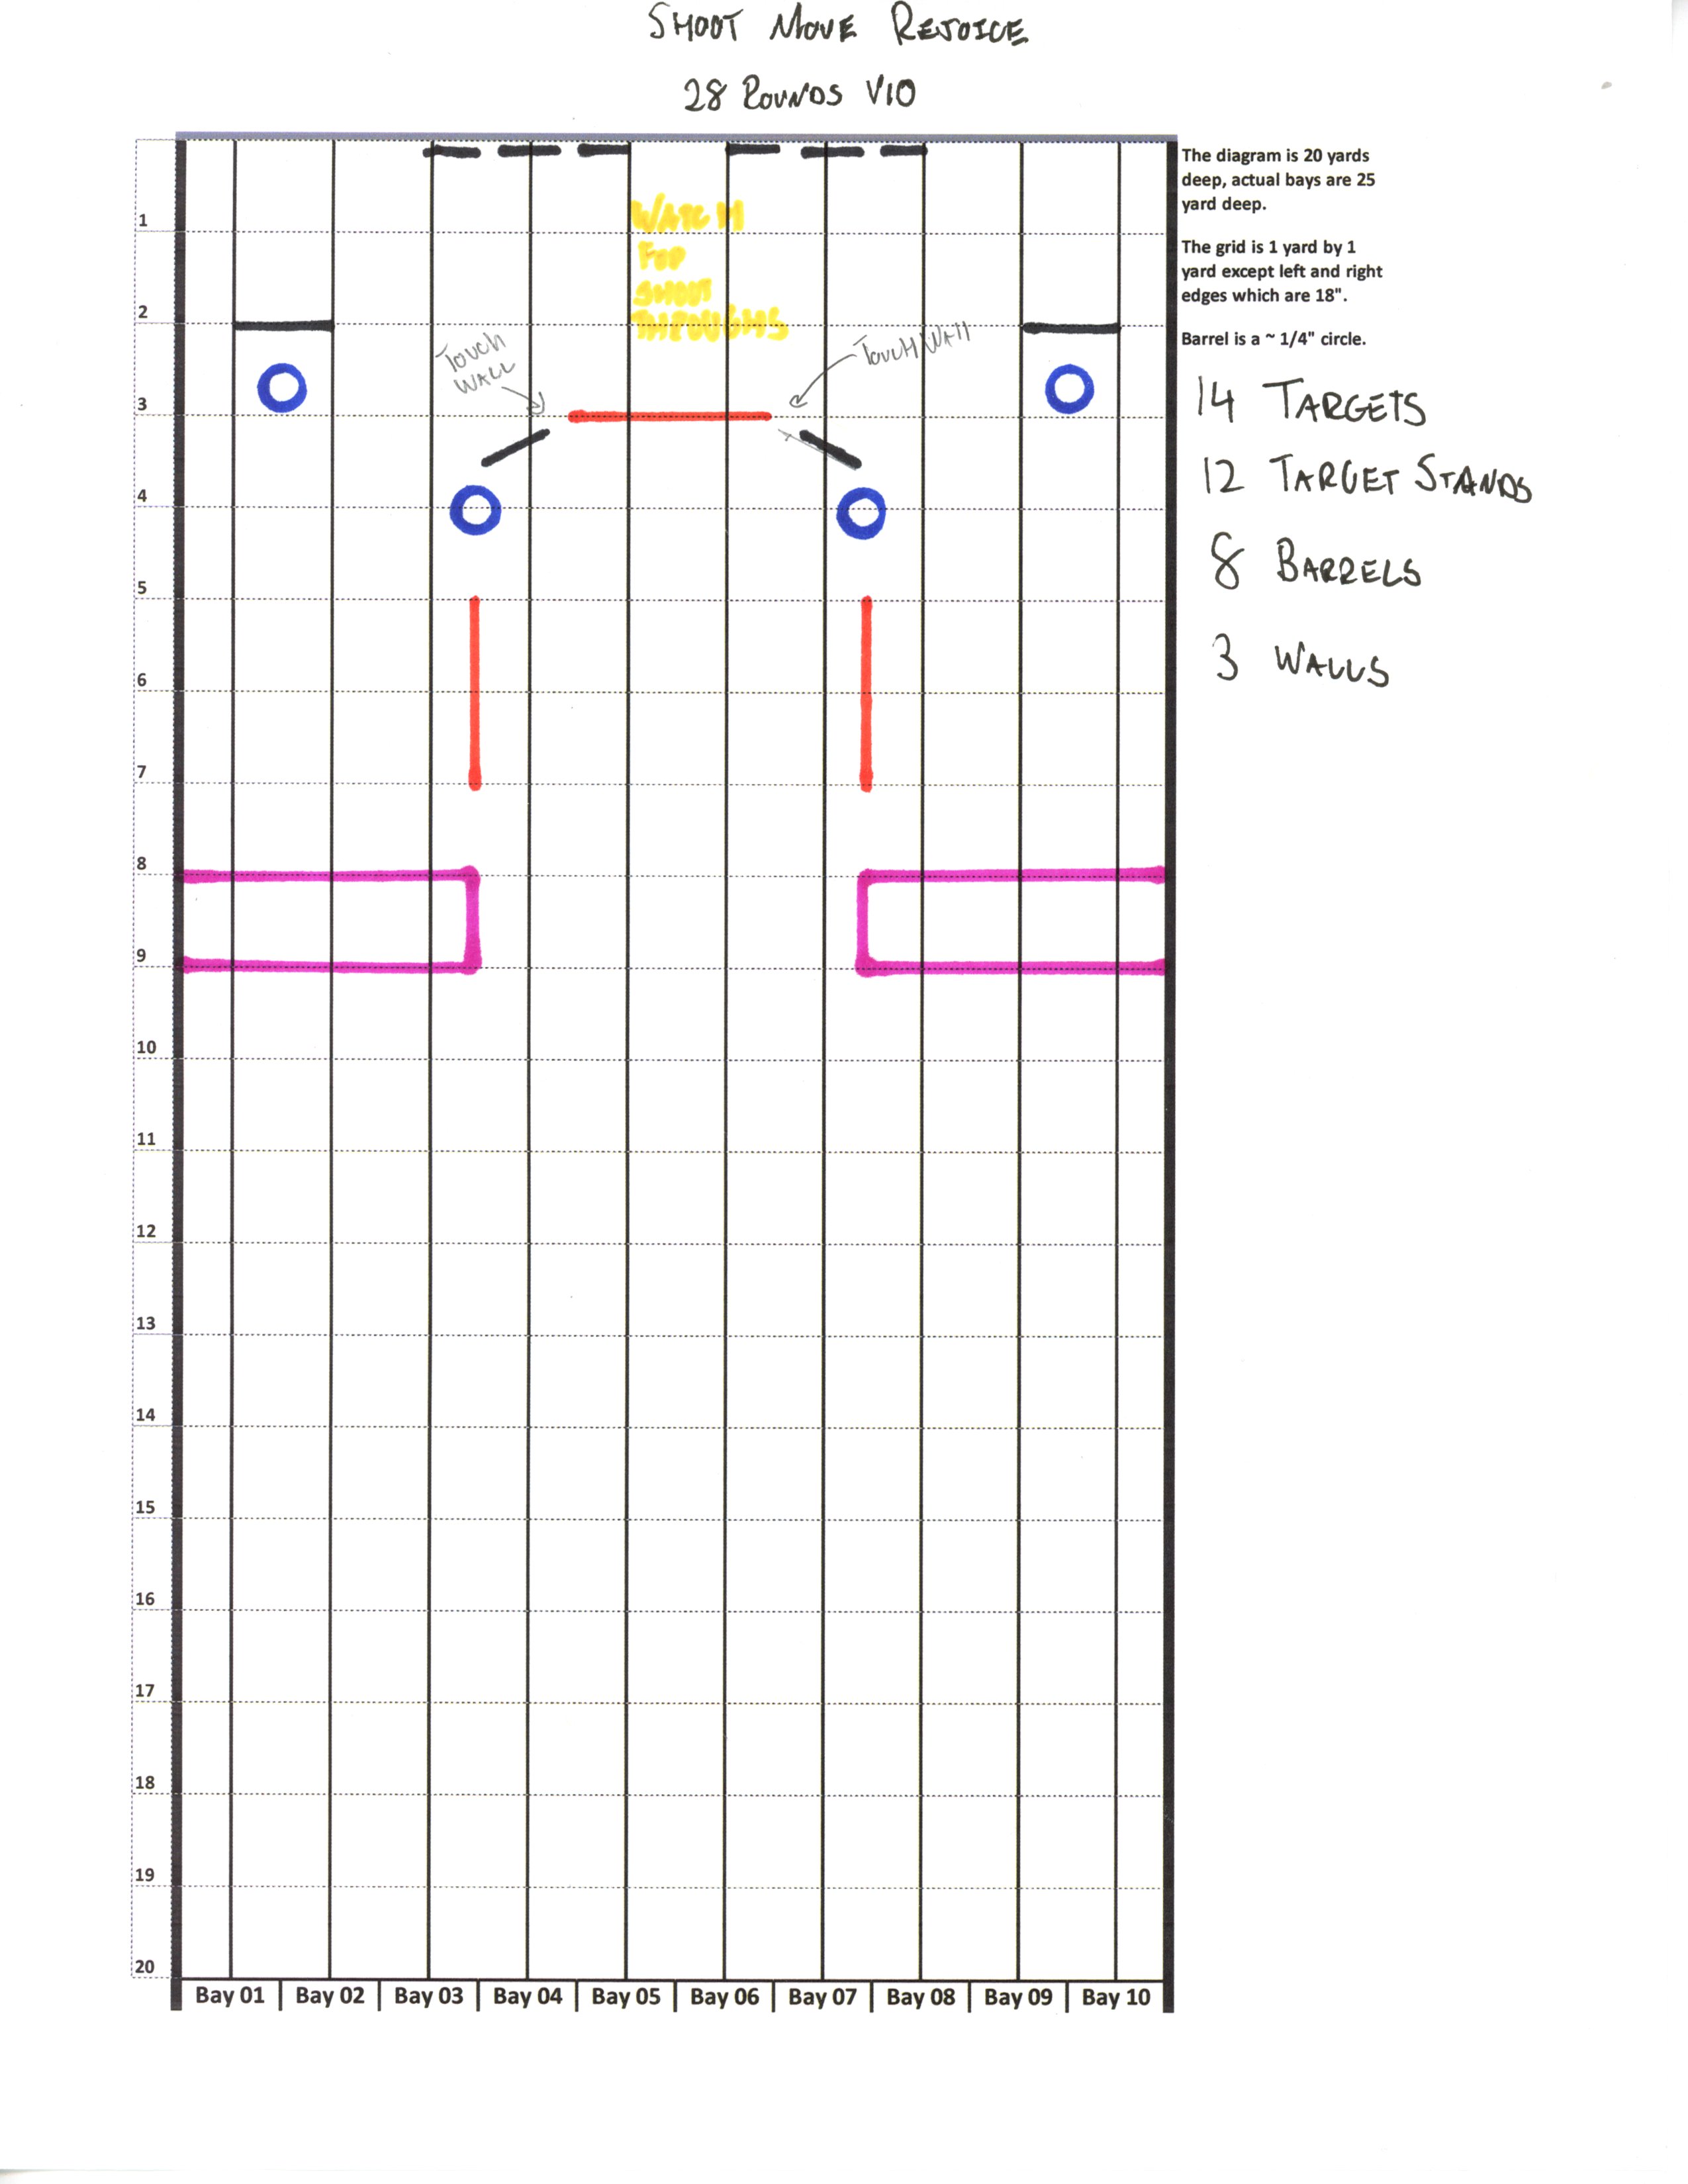 SHOOT MOVE REJOICE
28 ROUNDS V10
The diagram is 20 yards
deep, actual bays are 25
yard deep.
The grid is 1 yard by 1
yard except left and right
edges which are 18".
Barrel is a ~ 1/4" circle.
14 TARGETS
12 TARGET STANDS
8 BARRELS
3 WALLS
WATCH
FOR
SHOOT
THROUGHS
TOUCH
WALL
TOUCH WALL
1
2
3
4
5
6
7
8
9
10
11
12
13
14
15
16
17
18
19
20
Bay 01 Bay 02 Bay 03 Bay 04 Bay 05 Bay 06 Bay 07 Bay 08 Bay 09 Bay 10